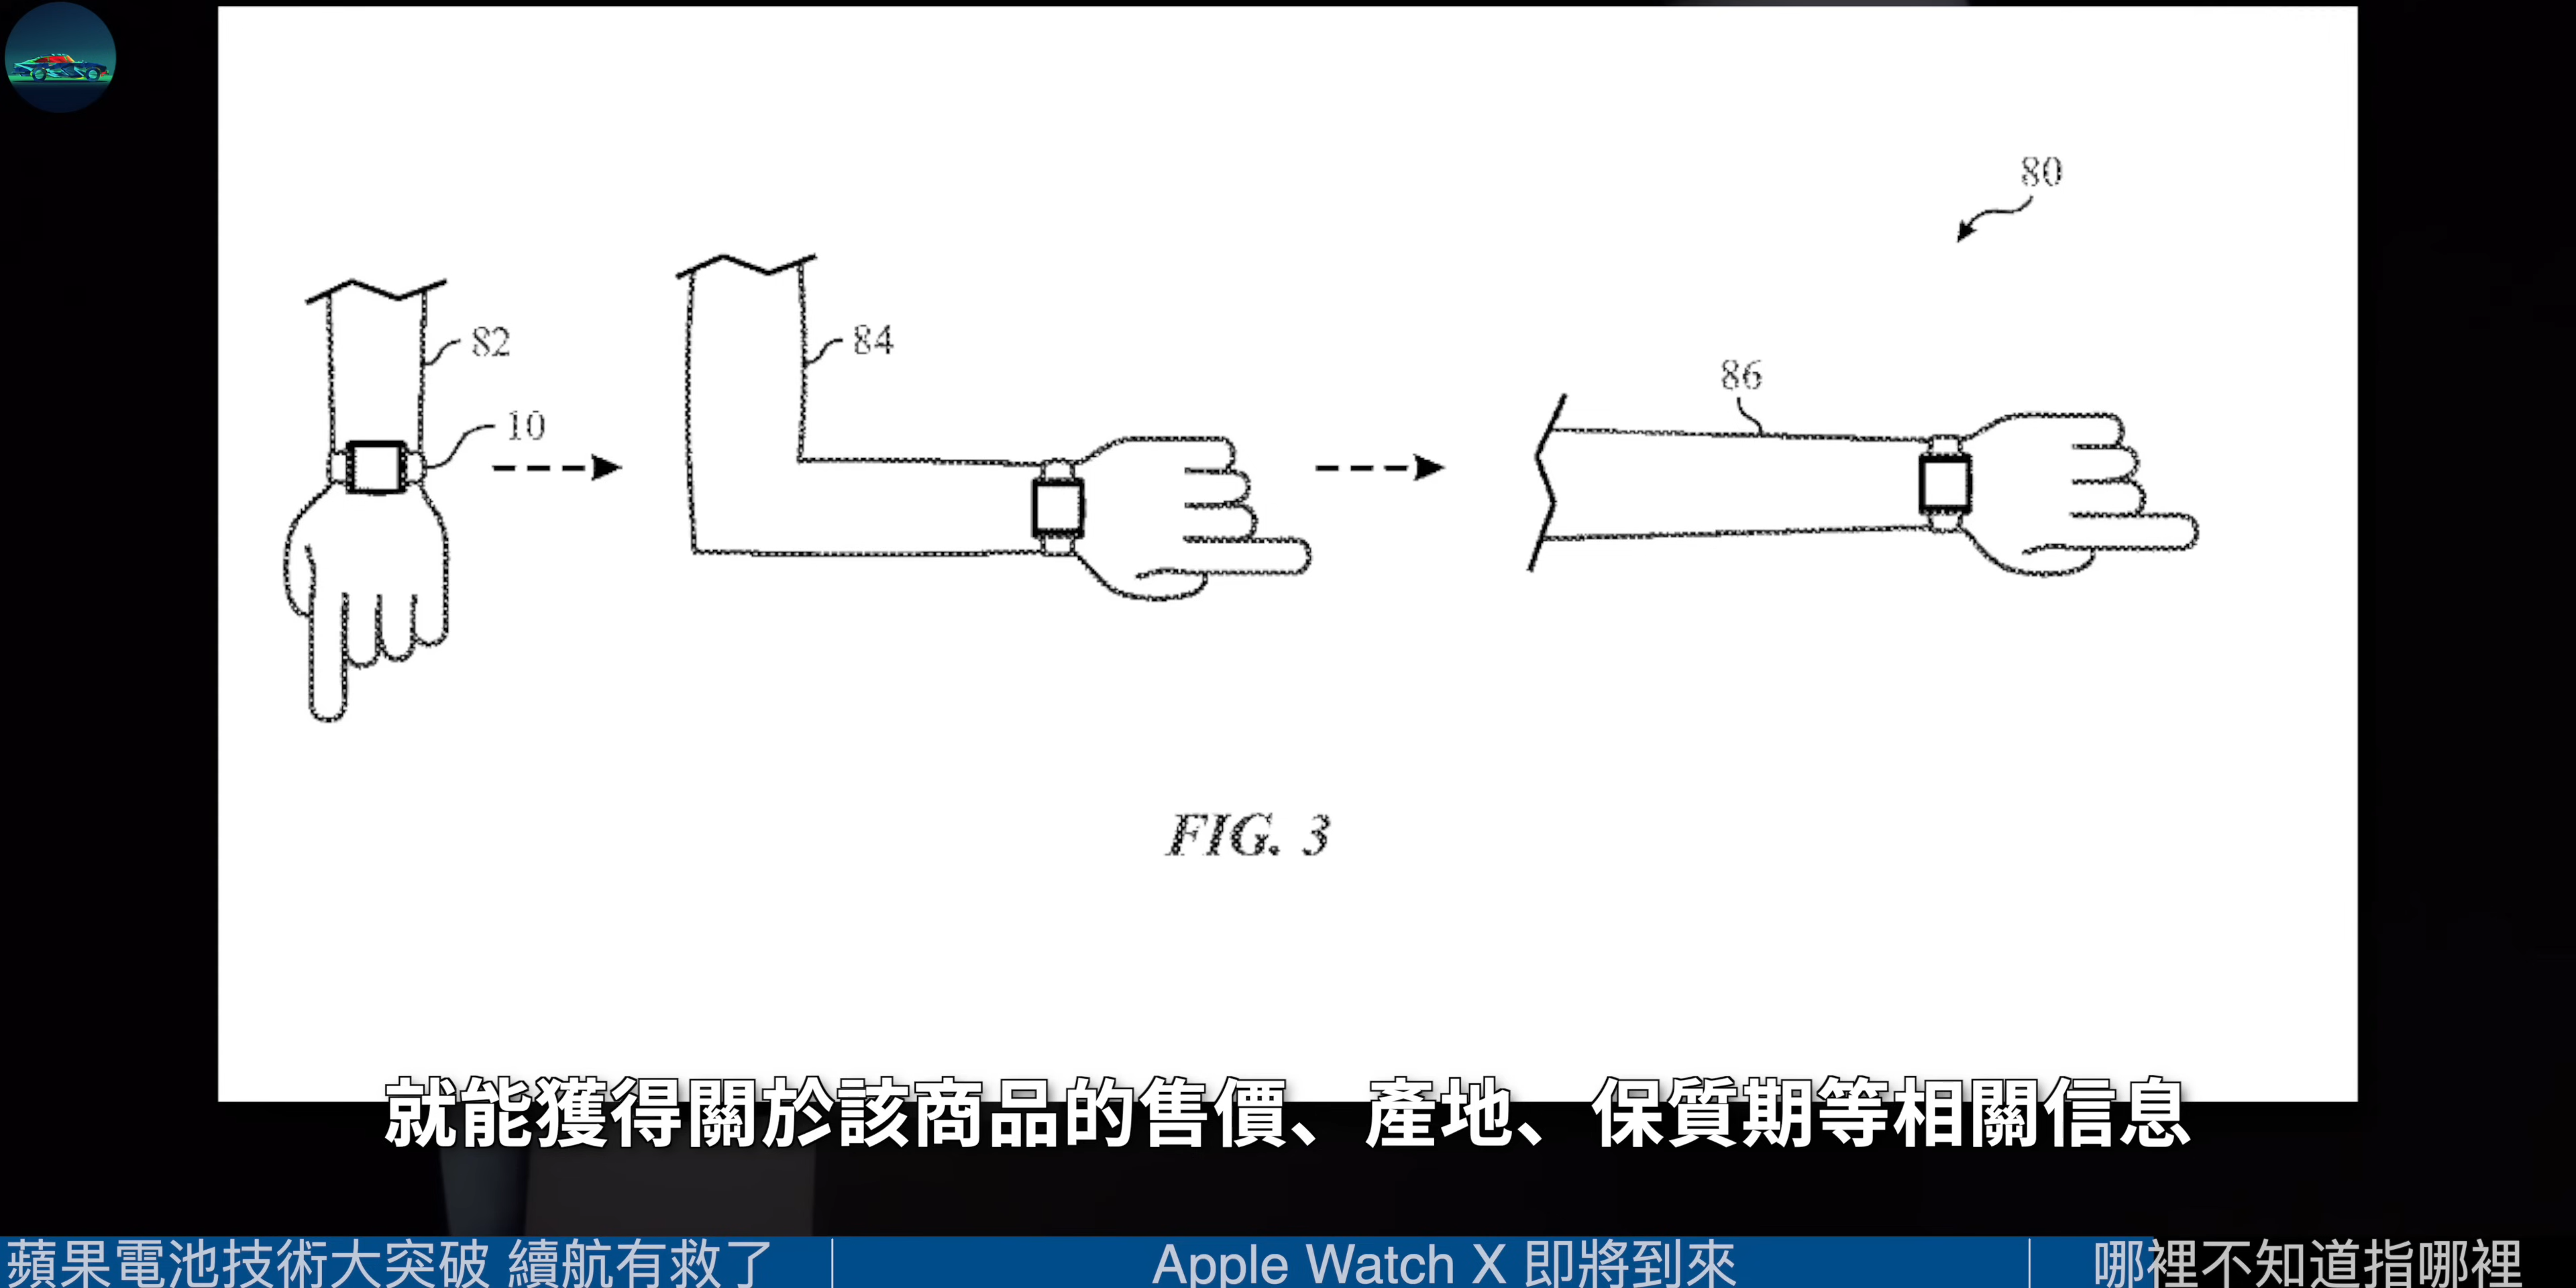 80
82
84
86
10
FIG. 3
就能獲得關於該商品的售價、產地、保質期等相關信息
蘋果電池技術大突破 續航有救了
Apple Watch X 即將到來
哪裡不知道指哪裡